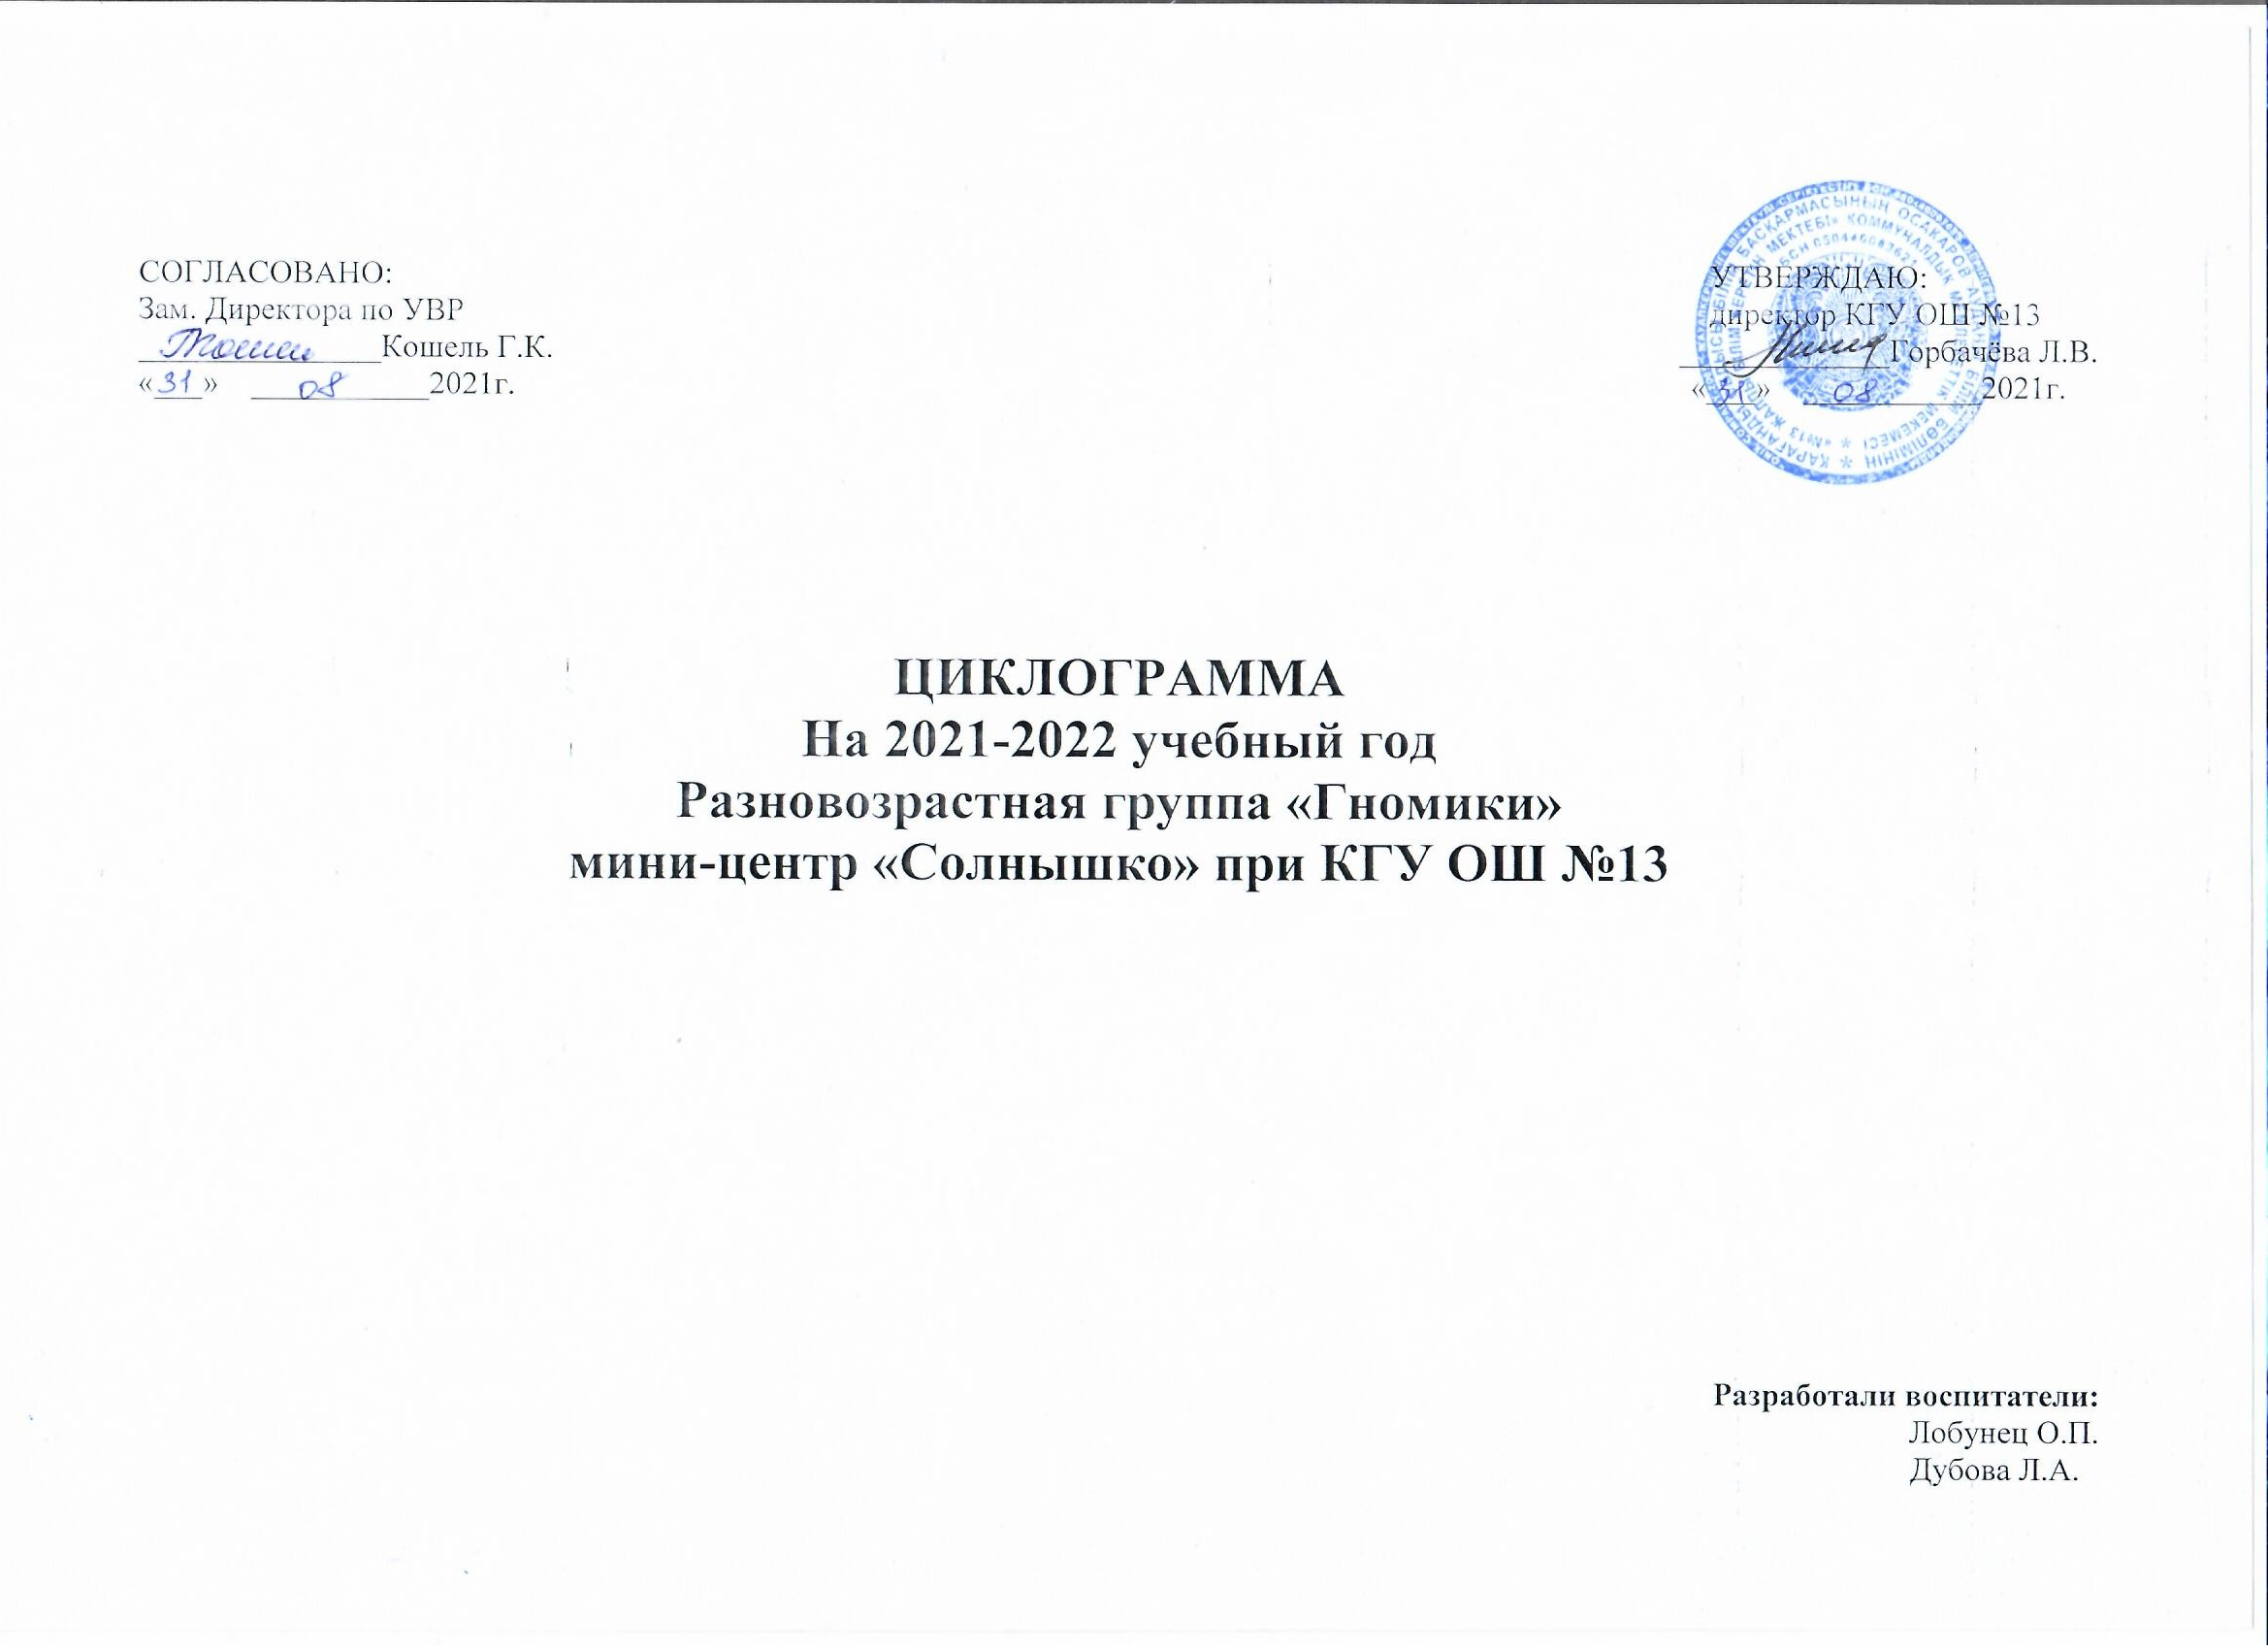 СОГЛАСОВАНО:
Зам. Директора по УВР
Кошель Г.К.
«31» 08 2021г.
УТВЕРЖДАЮ:
директор КГУ ОШ №13
Горбачёва Л.В.
«31» 08 2021г.
ЦИКЛОГРАММА
На 2021-2022 учебный год
Разновозрастная группа «Гномики»
мини-центр «Солнышко» при КГУ ОШ №13
Разработали воспитатели:
Лобунец О.П.
Дубова Л.А.